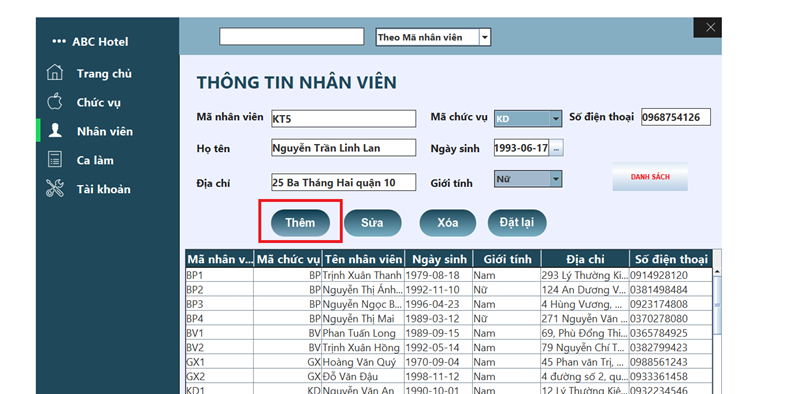 ABC Hotel
Theo Mã nhân viên
Trang chủ
Chức vụ
Nhân viên
Ca làm
Tài khoản
THÔNG TIN NHÂN VIÊN
Mã nhân viên KT5 Mã chức vụ KD Số điện thoại 0968754126
Họ tên Nguyễn Trần Linh Lan Ngày sinh 1993-06-17 ...
Địa chỉ 25 Ba Tháng Hai quận 10 Giới tính Nữ DANH SÁCH
Thêm Sửa Xóa Đặt lại
Mã nhân v... Mã chức vụ Tên nhân viên Ngày sinh Giới tính Địa chỉ Số điện thoại
BP1 BP Trịnh Xuân Thanh 1979-08-18 Nam 293 Lý Thường Ki... 0914928120
BP2 BP Nguyễn Thị Ánh... 1992-11-10 Nữ 124 An Dương V... 0381498484
BP3 BP Nguyễn Ngọc B... 1996-04-23 Nam 4 Hùng Vương, ... 0923174808
BP4 BP Nguyễn Thị Mai 1989-03-12 Nữ 271 Nguyễn Văn ... 0370278080
BV1 BV Phan Tuấn Long 1989-09-15 Nam 69, Phù Đổng Thi... 0365784925
BV2 BV Trịnh Xuân Hồng 1992-05-14 Nam 79 Nguyễn Chí T... 0382799423
GX1 GX Hoàng Văn Quý 1970-09-04 Nam 45 Phan văn Trị, ... 0988561243
GX2 GX Đỗ Văn Đậu 1998-11-12 Nam 4 đường số 2, qu... 0933361458
KD1 KD Nguyễn Văn An 1990-10-01 Nam 12 Lý Thường Kiệ... 0932234546